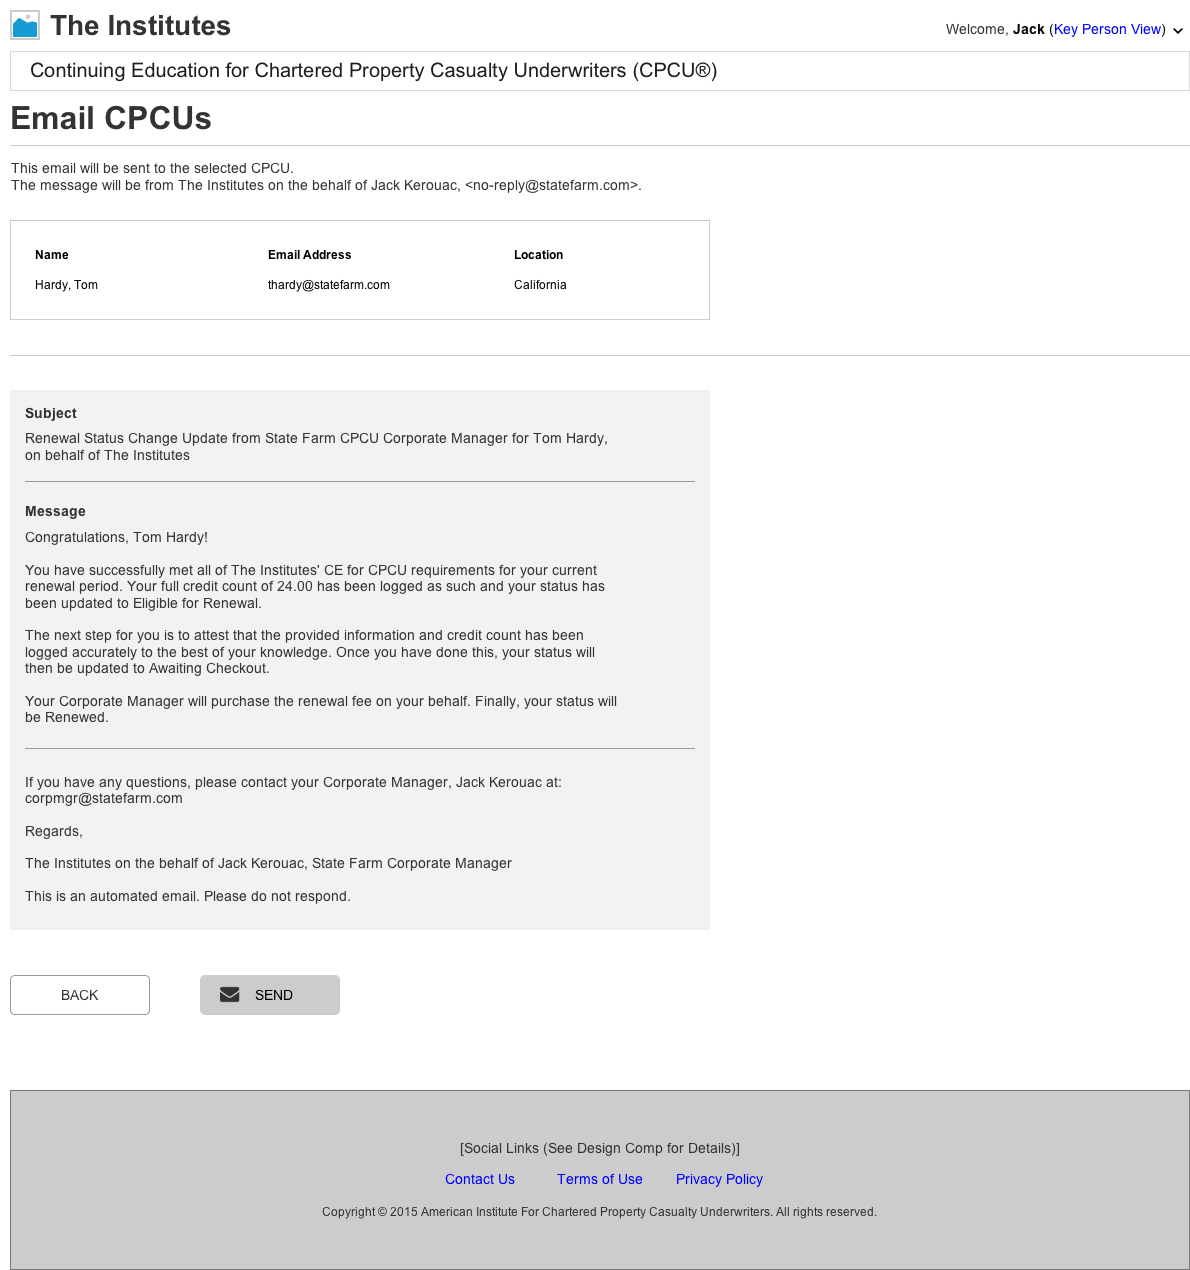 The Institutes
Welcome, Jack (Key Person View)
Continuing Education for Chartered Property Casualty Underwriters (CPCU®)
Email CPCUs
This email will be sent to the selected CPCU.
The message will be from The Institutes on the behalf of Jack Kerouac, <no-reply@statefarm.com>.
Name Email Address Location
Hardy, Tom thardy@statefarm.com California
Subject
Renewal Status Change Update from State Farm CPCU Corporate Manager for Tom Hardy,
on behalf of The Institutes
Message
Congratulations, Tom Hardy!
You have successfully met all of The Institutes' CE for CPCU requirements for your current
renewal period. Your full credit count of 24.00 has been logged as such and your status has
been updated to Eligible for Renewal.
The next step for you is to attest that the provided information and credit count has been
logged accurately to the best of your knowledge. Once you have done this, your status will
then be updated to Awaiting Checkout.
Your Corporate Manager will purchase the renewal fee on your behalf. Finally, your status will
be Renewed.
If you have any questions, please contact your Corporate Manager, Jack Kerouac at:
corpmgr@statefarm.com
Regards,
The Institutes on the behalf of Jack Kerouac, State Farm Corporate Manager
This is an automated email. Please do not respond.
BACK SEND
[Social Links (See Design Comp for Details)]
Contact Us Terms of Use Privacy Policy
Copyright © 2015 American Institute For Chartered Property Casualty Underwriters. All rights reserved.